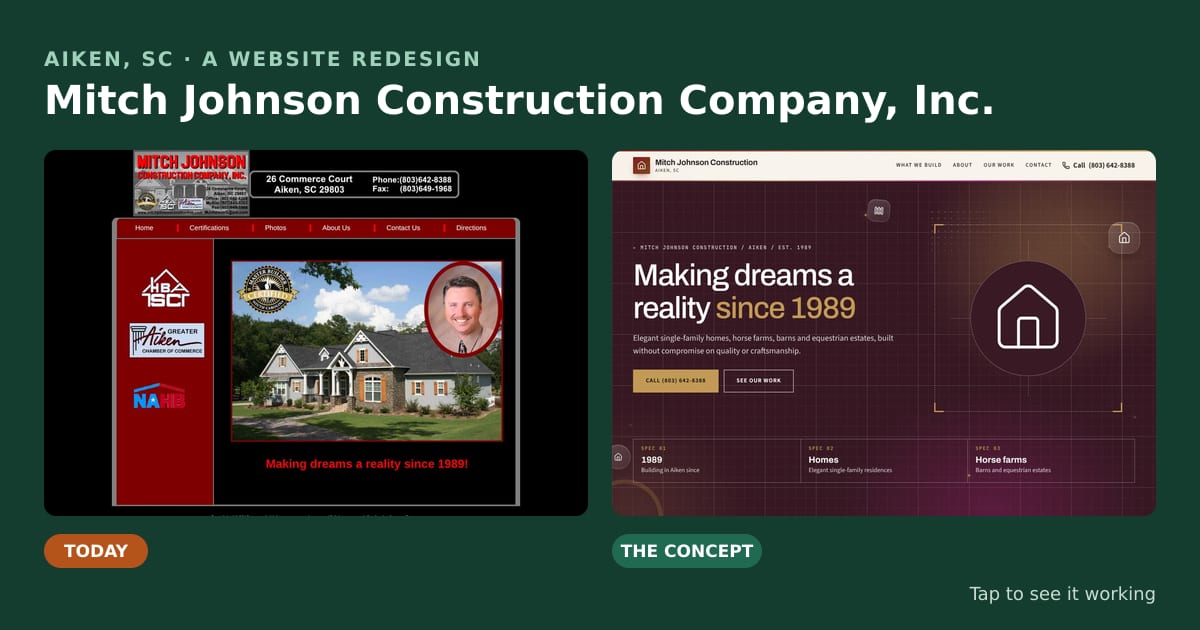 AIKEN, SC · A WEBSITE REDESIGN
Mitch Johnson Construction Company, Inc.
MITCH JOHNSON
CONSTRUCTION COMPANY, INC.
26 Commerce Court
Aiken, SC 29803
Phone:(803)642-8388
Fax: (803)649-1968
Home
Certifications
Photos
About Us
Contact Us
Directions
HBA
GREATER
Aiken
CHAMBER OF COMMERCE
NAHB
MASTER BUILDER
CERTIFIED
Making dreams a reality since 1989!
TODAY
Mitch Johnson Construction
AIKEN, SC
WHAT WE BUILD
ABOUT
OUR WORK
CONTACT
Call (803) 642-8388
MITCH JOHNSON CONSTRUCTION / AIKEN / EST. 1989
Making dreams a
reality since 1989
Elegant single-family homes, horse farms, barns and equestrian estates, built
without compromise on quality or craftsmanship.
CALL (803) 642-8388
SEE OUR WORK
SPEC 01
1989
Building in Aiken since
SPEC 02
Homes
Elegant single-family residences
SPEC 03
Horse farms
Barns and equestrian estates
THE CONCEPT
Tap to see it working